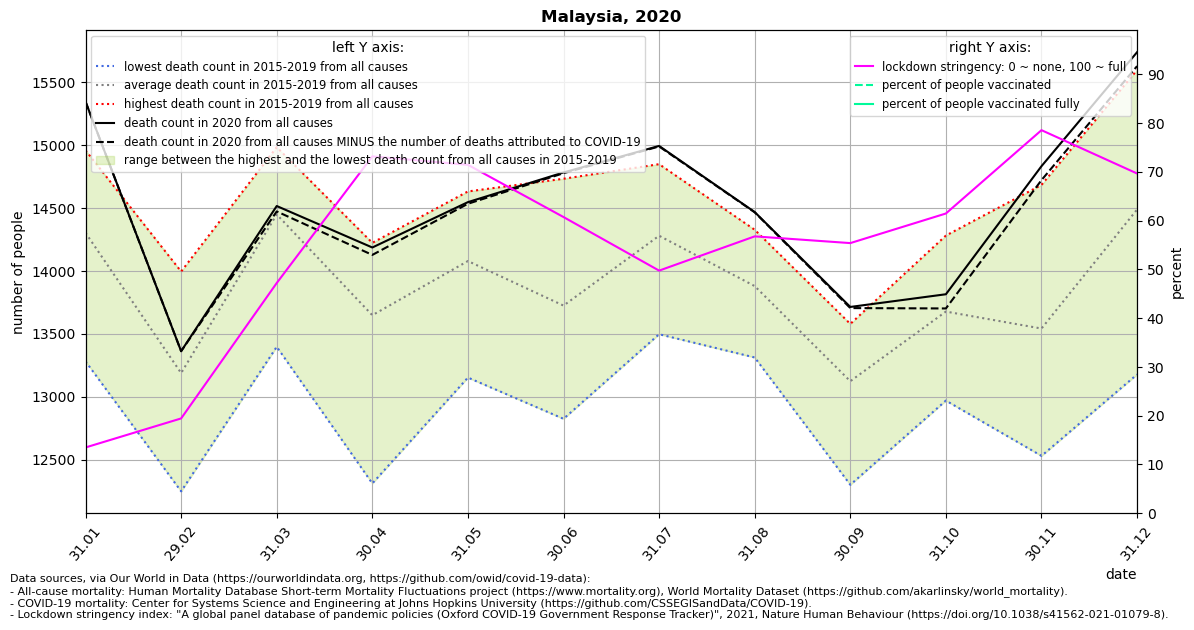 Malaysia, 2020
left Y axis:
lowest death count in 2015-2019 from all causes
average death count in 2015-2019 from all causes
highest death count in 2015-2019 from all causes
death count in 2020 from all causes
death count in 2020 from all causes MINUS the number of deaths attributed to COVID-19
range between the highest and the lowest death count from all causes in 2015-2019
right Y axis:
lockdown stringency: 0 ~ none, 100 ~ full
percent of people vaccinated
percent of people vaccinated fully
number of people
15500
15000
14500
14000
13500
13000
12500
percent
90
80
70
60
50
40
30
20
10
0
31.01
29.02
31.03
30.04
31.05
30.06
31.07
31.08
30.09
31.10
30.11
31.12
date
Data sources, via Our World in Data (https://ourworldindata.org, https://github.com/owid/covid-19-data):
- All-cause mortality: Human Mortality Database Short-term Mortality Fluctuations project (https://www.mortality.org), World Mortality Dataset (https://github.com/akarlinsky/world_mortality).
- COVID-19 mortality: Center for Systems Science and Engineering at Johns Hopkins University (https://github.com/CSSEGISandData/COVID-19).
- Lockdown stringency index: "A global panel database of pandemic policies (Oxford COVID-19 Government Response Tracker)", 2021, Nature Human Behaviour (https://doi.org/10.1038/s41562-021-01079-8).